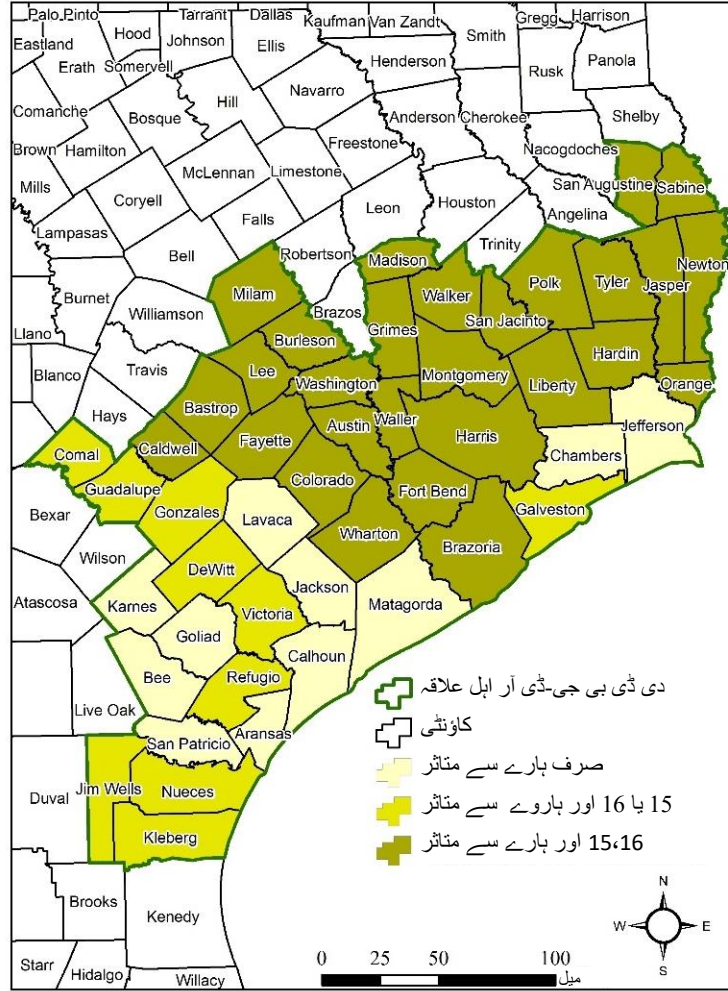 Palo Pinto Tarrant Dallas Kaufman Van Zandt Gregg Harrison
Hood Johnson Ellis Smith Panola
Eastland Erath Somervell Henderson Rusk
Comanche Bosque Hill Navarro Anderson Cherokee Shelby
Brown Hamilton Freestone Nacogdoches
Mills McLennan Limestone San Augustine Sabine
Coryell Leon Houston Angelina
Lampasas Falls Trinity
Bell Robertson Madison Newton
Burnet Milam Walker Polk Tyler Jasper
Williamson Brazos San Jacinto
Llano Burleson Grimes
Blanco Travis Lee Hardin
Washington Montgomery Liberty Orange
Hays Bastrop
Austin Waller Jefferson
Comal Caldwell Fayette Harris
Chambers
Guadalupe Colorado Fort Bend
Bexar Gonzales Lavaca Galveston
Wharton Brazoria
Wilson DeWitt
Atascosa Karnes Jackson Matagorda
Victoria
Goliad
Bee Calhoun
Refugio
Live Oak Aransas
San Patricio
Duval Jim Wells Nueces
Kleberg
Brooks
Kenedy
Starr Hidalgo Willacy
دی ڈی بی جی-ڈی آر اہل علاقہ
کاؤنٹی
صرف ہارے سے متاثر
15 یا 16 اور ہاروے سے متاثر
15،16 اور ہارے سے متاثر
N
W E
S
0 25 50 100
میل